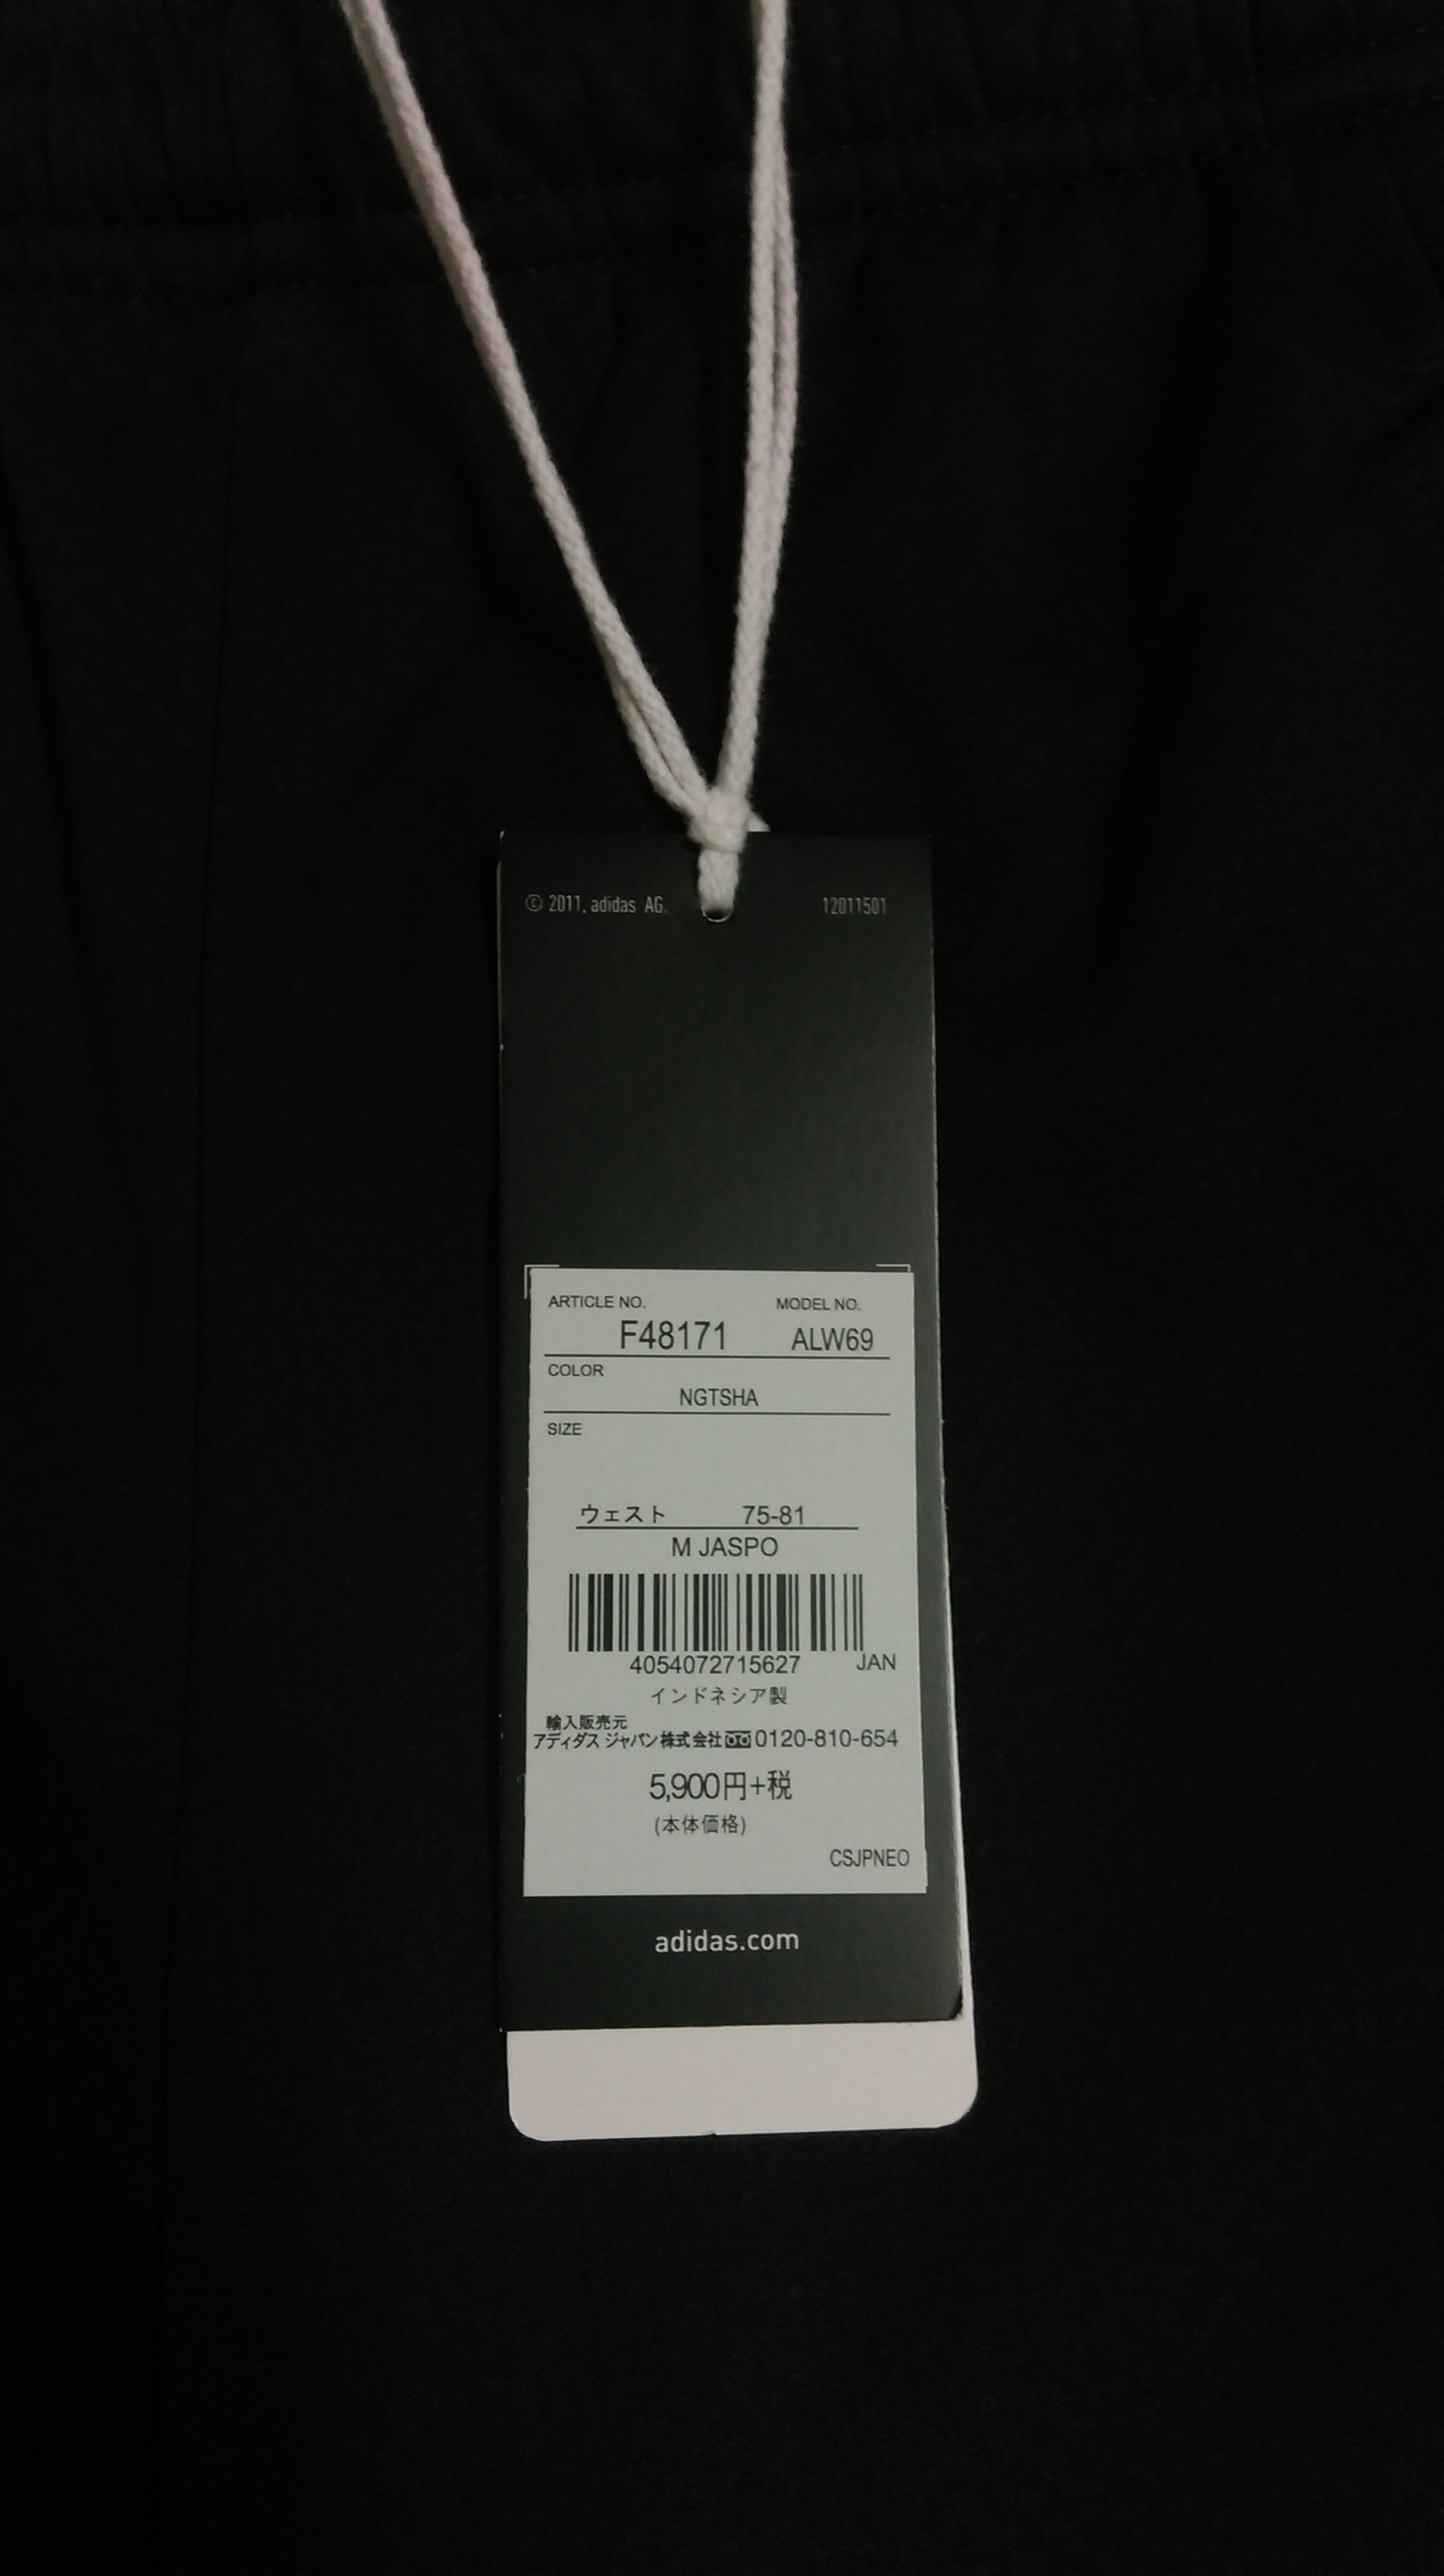 © 2011, adidas AG. 12011501
ARTICLE NO. MODEL NO.
F48171 ALW69
COLOR
NGTSHA
SIZE
ウェスト 75-81
M JASPO
4054072715627 JAN
インドネシア製
輸入販売元
アディダス ジャパン株式会社 0120-810-654
5,900円+税
(本体価格)
CSJPNEO
adidas.com